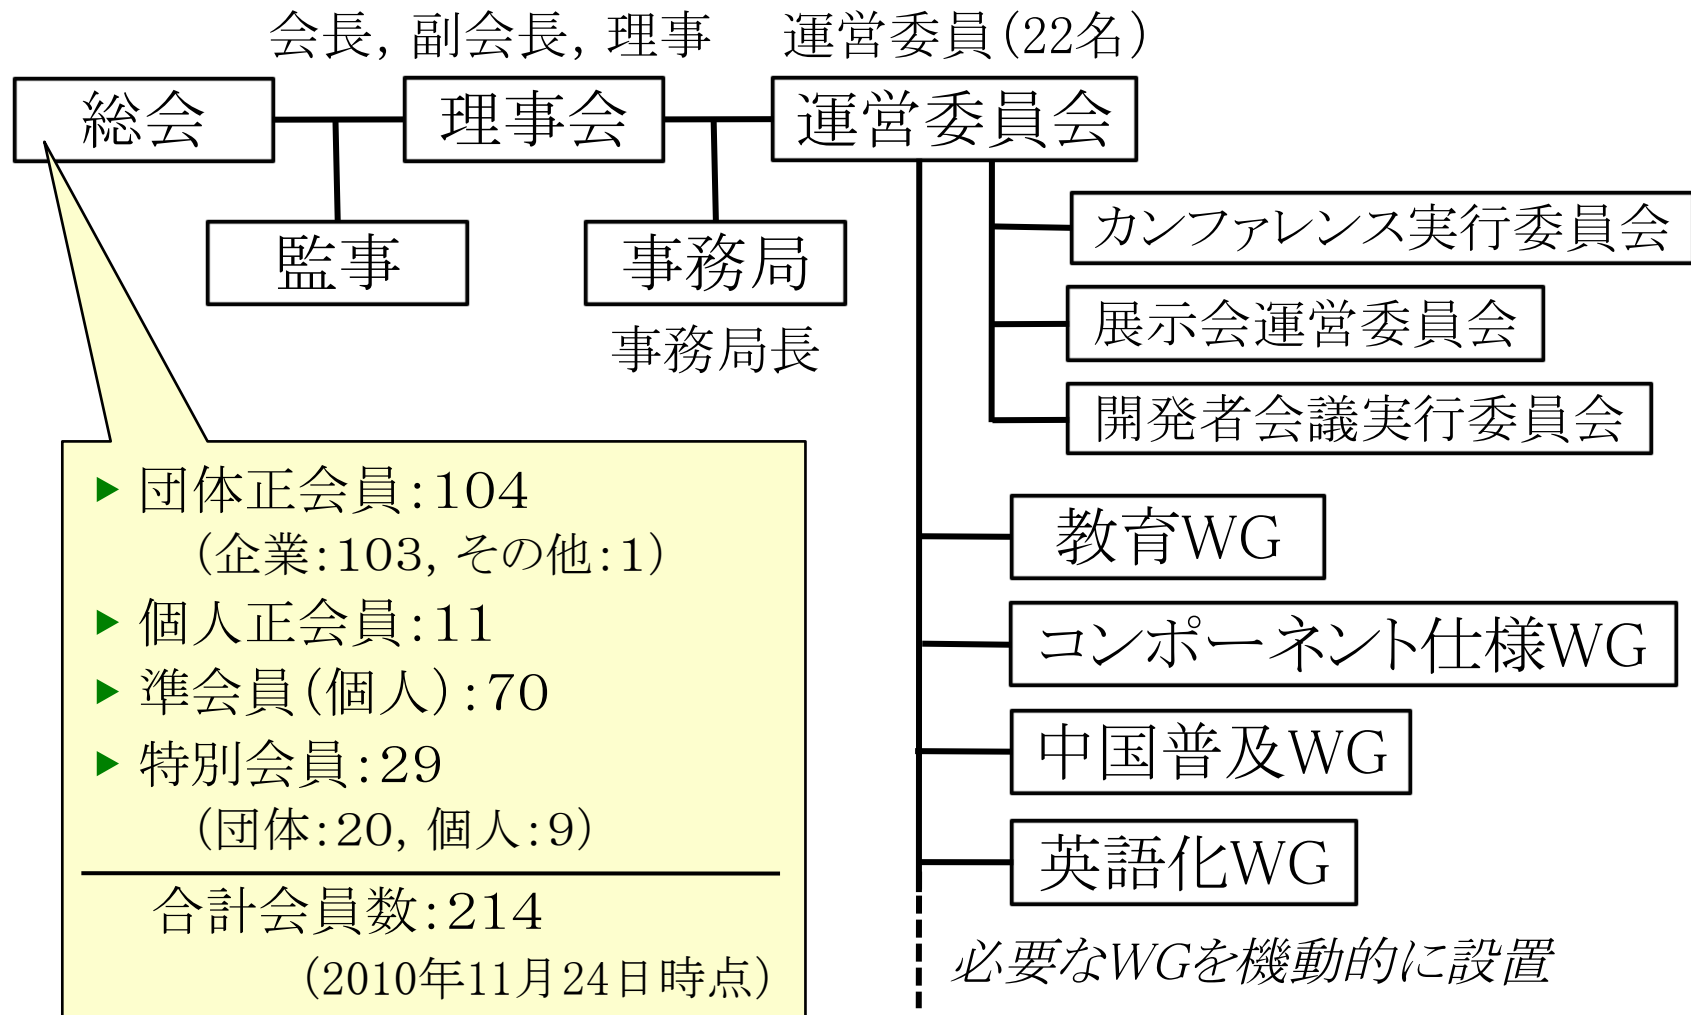 会長, 副会長, 理事
運営委員(22名)
総会
理事会
運営委員会
監事
事務局
事務局長
カンファレンス実行委員会
展示会運営委員会
開発者会議実行委員会
教育WG
コンポーネント仕様WG
中国普及WG
英語化WG
必要なWGを機動的に設置
団体正会員:104
(企業:103, その他:1)
個人正会員:11
準会員(個人):70
特別会員:29
(団体:20, 個人:9)
合計会員数:214
(2010年11月24日時点)